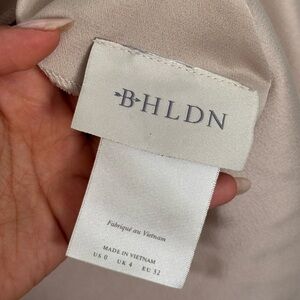 BHLDN
Fabriqué au Vietnam
MADE IN VIETNAM
US 0 UK 4 EU 32